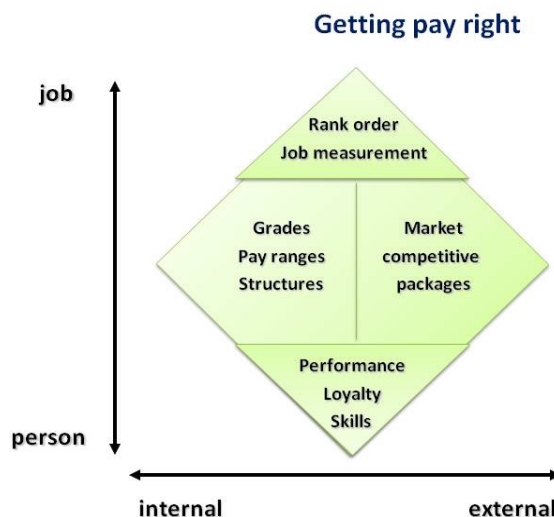 Getting pay right
job
Rank order
Job measurement
Grades
Pay ranges
Structures
Market
competitive
packages
Performance
Loyalty
Skills
person
internal
external